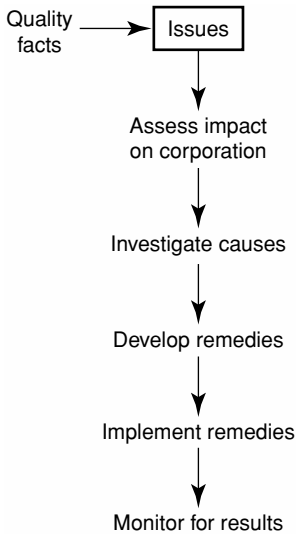 Quality
facts
Issues
Assess impact
on corporation
Investigate causes
Develop remedies
Implement remedies
Monitor for results